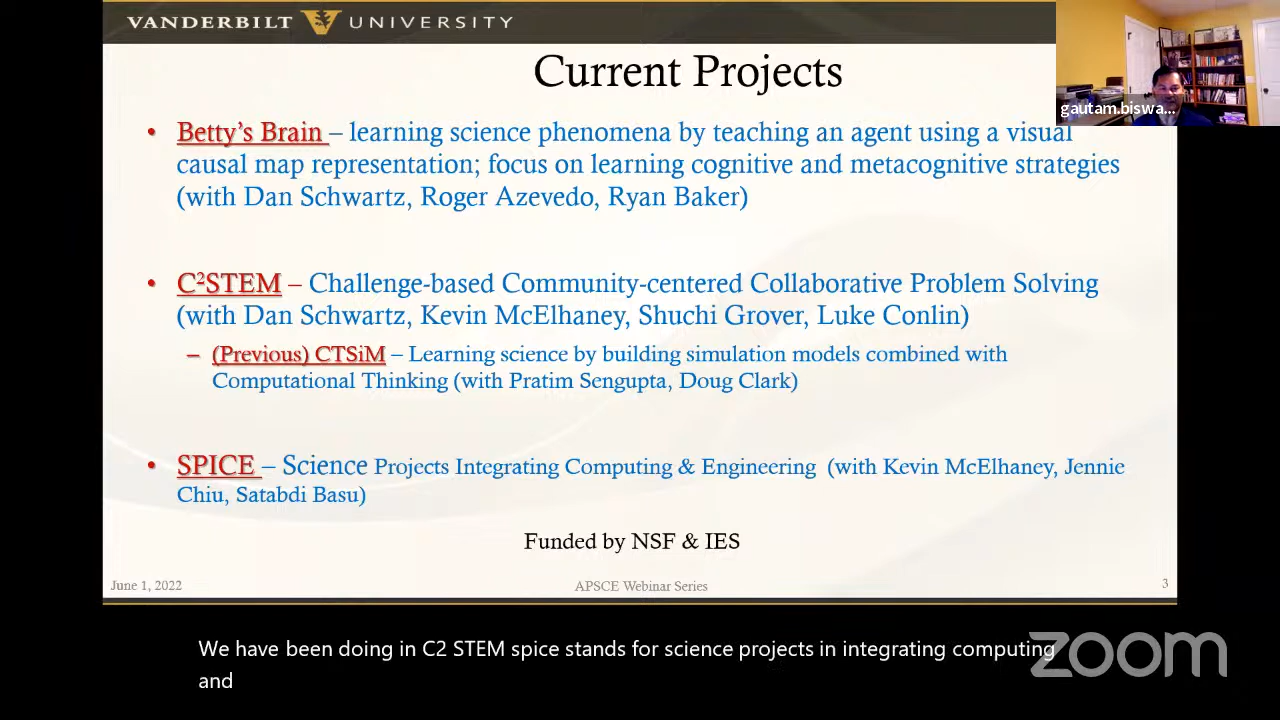 VANDERBILT UNIVERSITY
Current Projects
gautam.biswa...
• Betty's Brain – learning science phenomena by teaching an agent using a visual
causal map representation; focus on learning cognitive and metacognitive strategies
(with Dan Schwartz, Roger Azevedo, Ryan Baker)
• C²STEM – Challenge-based Community-centered Collaborative Problem Solving
(with Dan Schwartz, Kevin McElhaney, Shuchi Grover, Luke Conlin)
– (Previous) CTSiM – Learning science by building simulation models combined with
Computational Thinking (with Pratim Sengupta, Doug Clark)
• SPICE – Science Projects Integrating Computing & Engineering (with Kevin McElhaney, Jennie
Chiu, Satabdi Basu)
Funded by NSF & IES
June 1, 2022
APSCE Webinar Series
3
We have been doing in C2 STEM spice stands for science projects in integrating computing
and
zoom